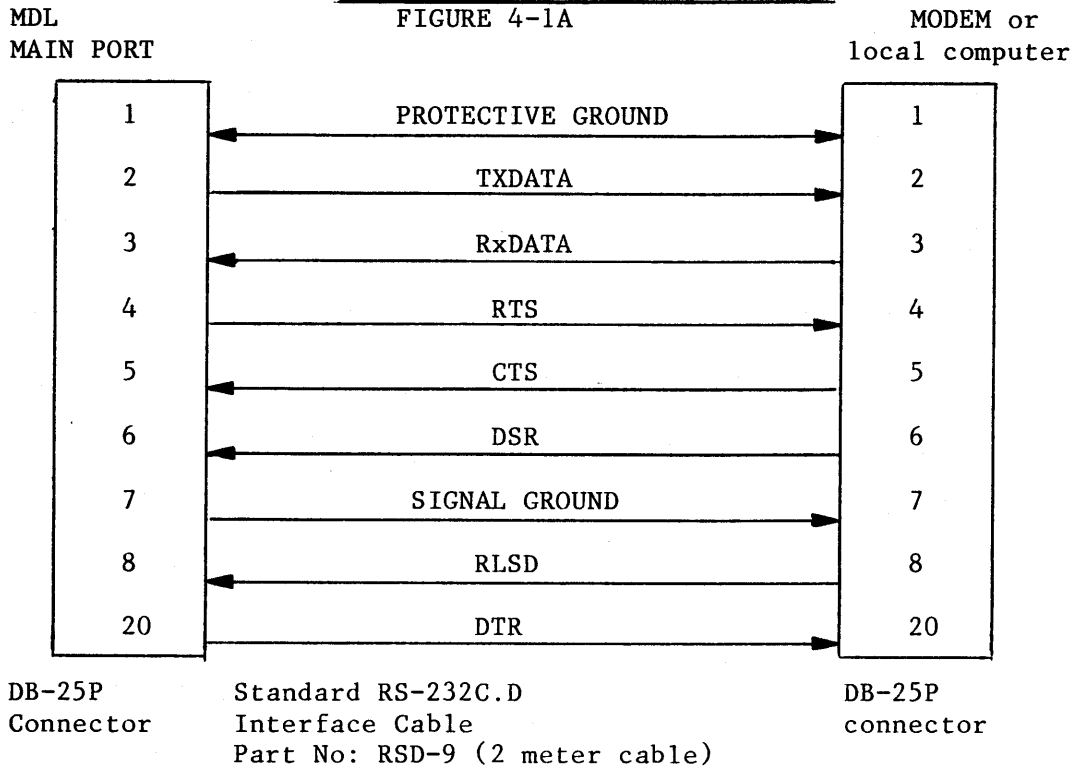 FIGURE 4-1A
MDL
MAIN PORT
MODEM or
local computer
1 PROTECTIVE GROUND 1
2 TXDATA 2
3 RxDATA 3
4 RTS 4
5 CTS 5
6 DSR 6
7 SIGNAL GROUND 7
8 RLSD 8
20 DTR 20
DB-25P
Connector
Standard RS-232C.D
Interface Cable
Part No: RSD-9 (2 meter cable)
DB-25P
connector